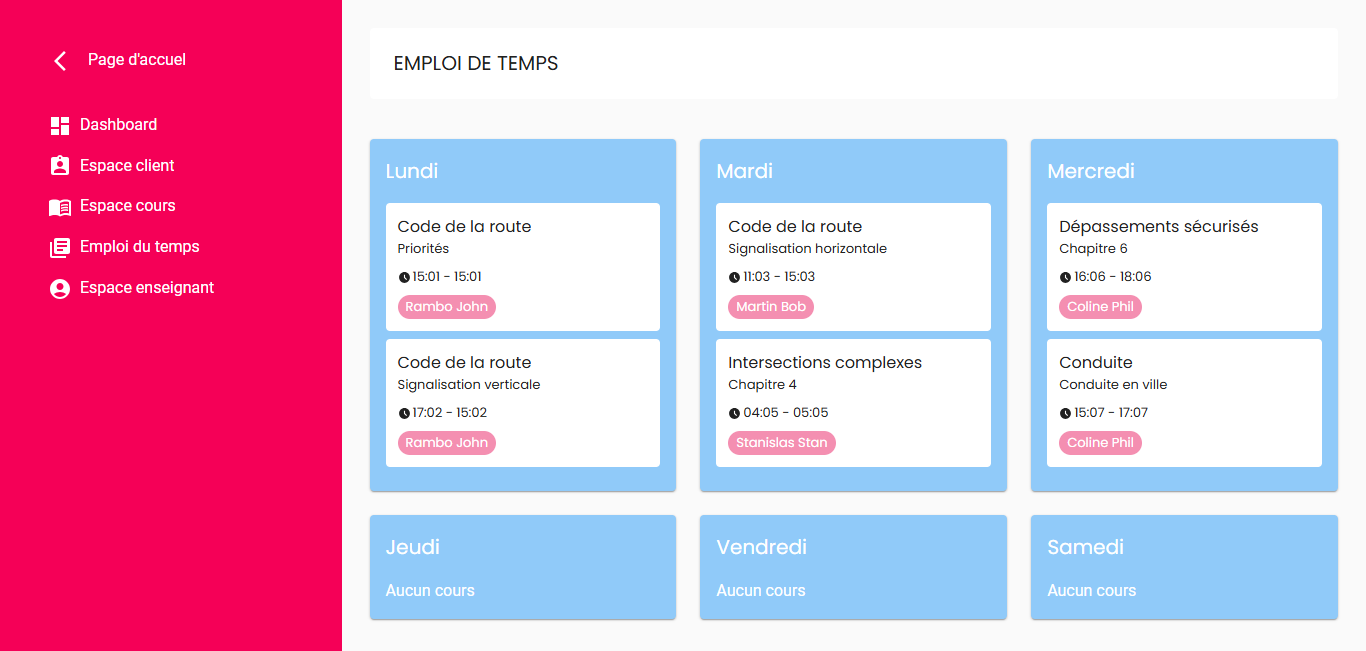 Page d'accuel
Dashboard
Espace client
Espace cours
Emploi du temps
Espace enseignant
EMPLOI DE TEMPS
Lundi
Code de la route
Priorités
15:01 - 15:01
Rambo John
Code de la route
Signalisation verticale
17:02 - 15:02
Rambo John
Mardi
Code de la route
Signalisation horizontale
11:03 - 15:03
Martin Bob
Intersections complexes
Chapitre 4
04:05 - 05:05
Stanislas Stan
Mercredi
Dépassements sécurisés
Chapitre 6
16:06 - 18:06
Coline Phil
Conduite
Conduite en ville
15:07 - 17:07
Coline Phil
Jeudi
Aucun cours
Vendredi
Aucun cours
Samedi
Aucun cours